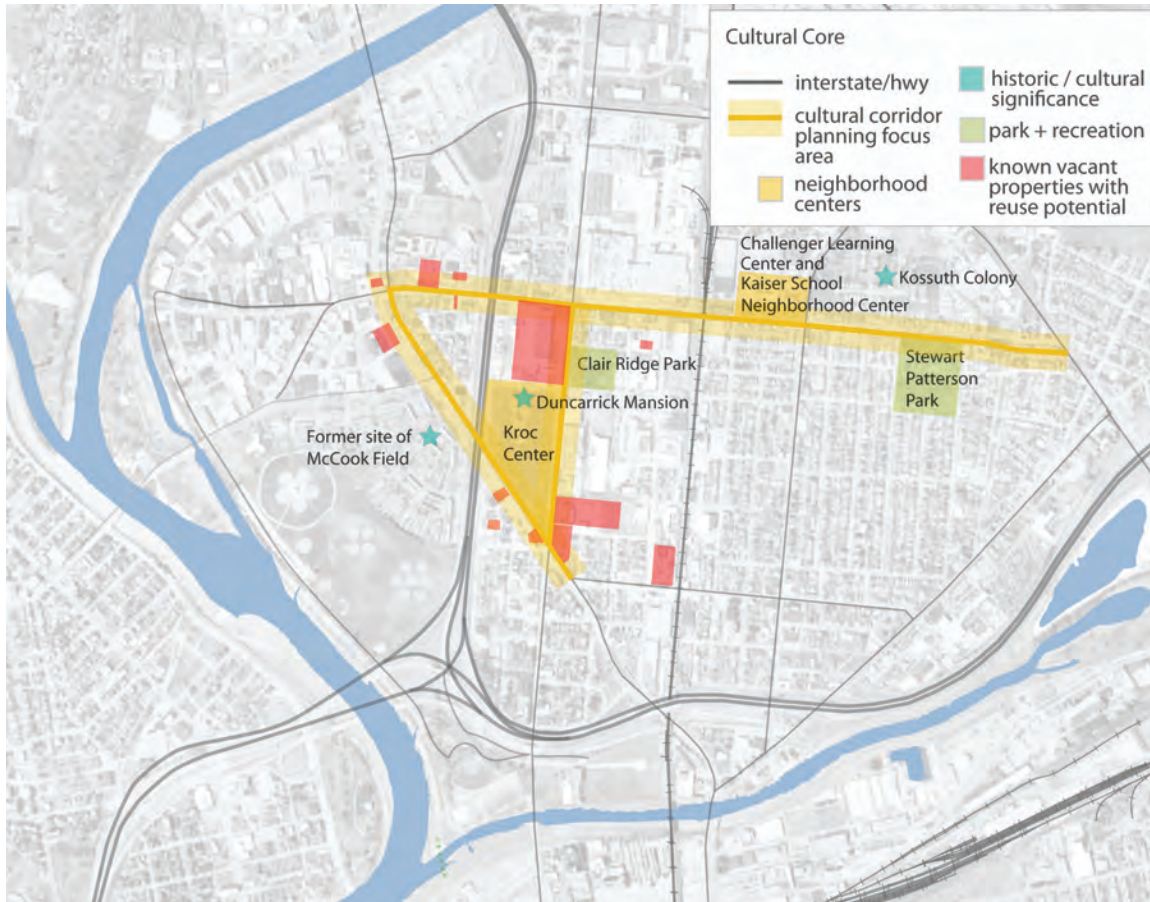 Cultural Core
interstate/hwy
cultural corridor
planning focus
area
neighborhood
centers
historic / cultural
significance
park + recreation
known vacant
properties with
reuse potential
Challenger Learning
Center and
Kaiser School
Neighborhood Center
Kossuth Colony
Clair Ridge Park
Stewart
Patterson
Park
Duncarrick Mansion
Former site of
McCook Field
Kroc
Center